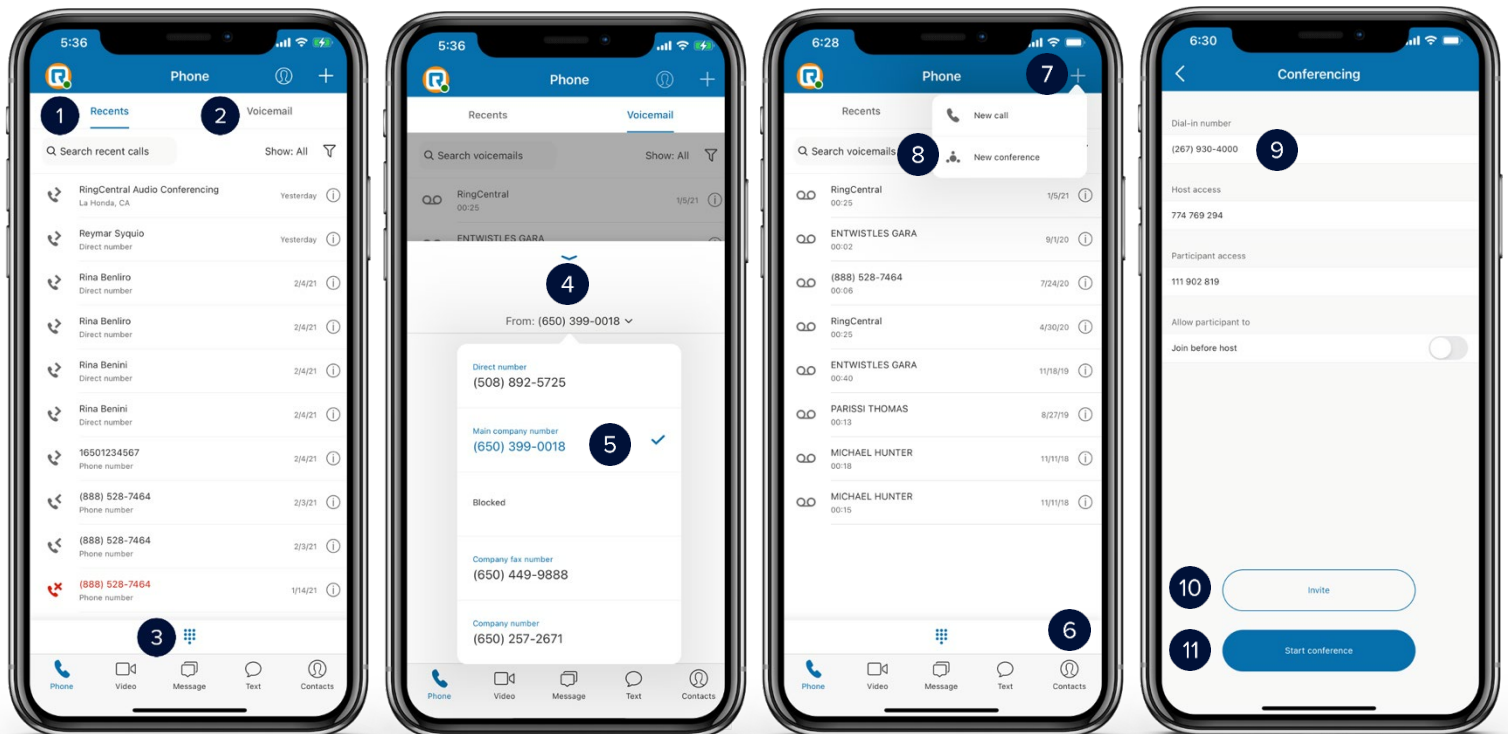 5:36
Phone
1 Recents
2 Voicemail
Search recent calls Show: All
RingCentral Audio Conferencing Yesterday
La Honda, CA
Reymar Syquio Yesterday
Direct number
Rina Benliro 2/4/21
Direct number
Rina Benliro 2/4/21
Direct number
Rina Benini 2/4/21
Direct number
Rina Benini 2/4/21
Direct number
16501234567 2/4/21
Phone number
(888) 528-7464 2/3/21
Phone number
(888) 528-7464 2/3/21
Phone number
(888) 528-7464 1/14/21
Phone number
3
Phone Video Message Text Contacts
5:36
Phone
Recents Voicemail
Search voicemails Show: All
RingCentral 1/5/21
00:25
ENTWISTLES GARA
4
From: (650) 399-0018
Direct number
(508) 892-5725
Main company number
(650) 399-0018 5
Blocked
Company fax number
(650) 449-9888
Company number
(650) 257-2671
Phone Video Message Text Contacts
6:28
Phone 7
Recents
New call
Search voicemails
8 New conference
RingCentral 1/5/21
00:25
ENTWISTLES GARA 9/1/20
00:02
(888) 528-7464 7/24/20
00:06
RingCentral 4/30/20
00:25
ENTWISTLES GARA 11/18/19
00:40
PARISSI THOMAS 8/27/19
00:13
MICHAEL HUNTER 11/11/18
00:18
MICHAEL HUNTER 11/11/18
00:15
6
Phone Video Message Text Contacts
6:30
Conferencing
Dial-in number
(267) 930-4000 9
Host access
774 769 294
Participant access
111 902 819
Allow participant to
Join before host
10 Invite
11 Start conference